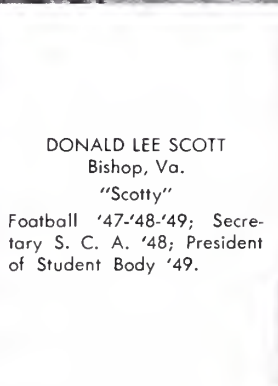 DONALD LEE SCOTT
Bishop, Va.
"Scotty"
Football '47-'48-'49; Secre-
tary S. C. A. '48; President
of Student Body '49.